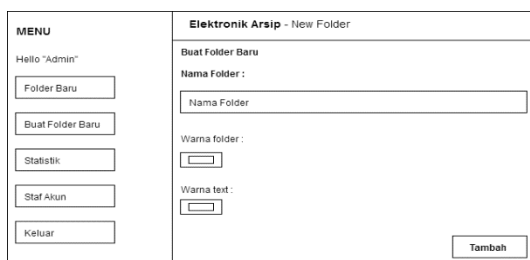 MENU
Hello "Admin"
Folder Baru
Buat Folder Baru
Statistik
Staf Akun
Keluar
Elektronik Arsip - New Folder
Buat Folder Baru
Nama Folder :
Nama Folder
Warna folder :
Warna text :
Tambah